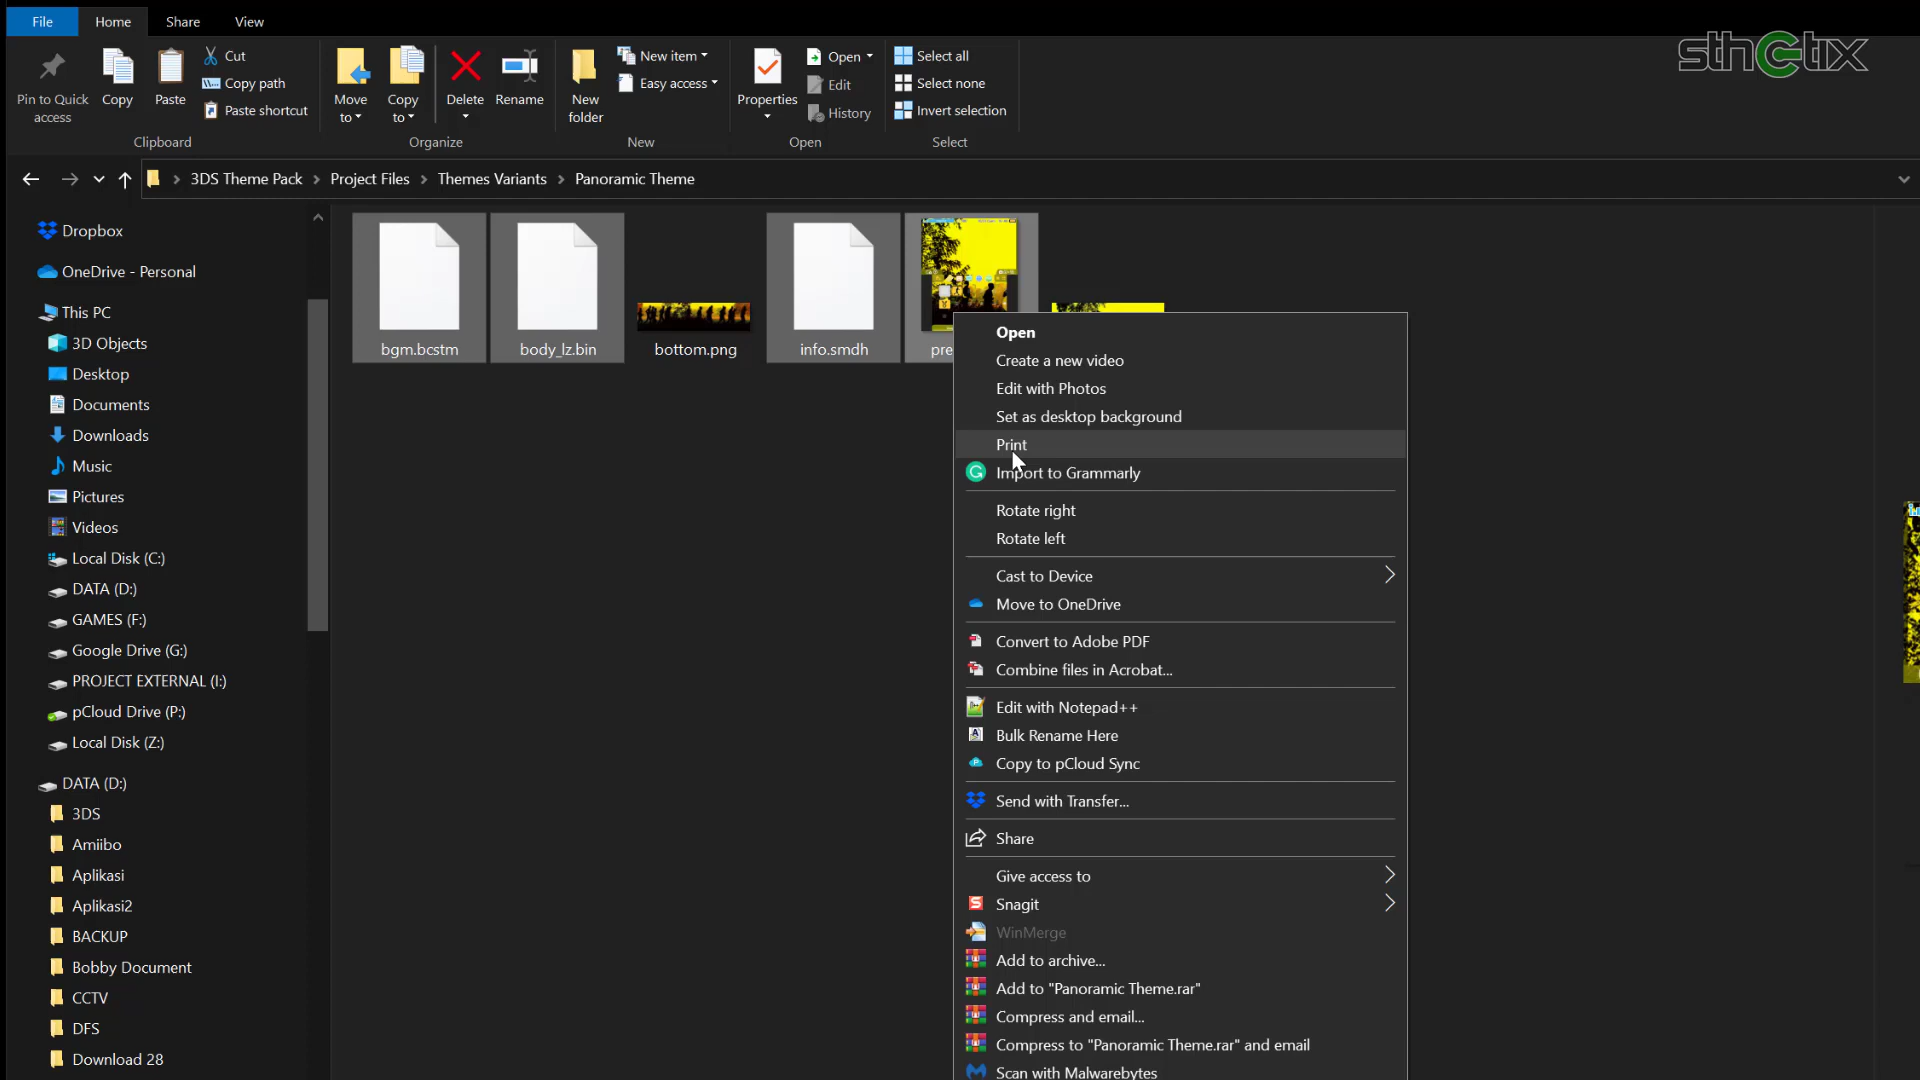 File Home Share View
sthetix
Pin to Quick access
Copy
Paste
Cut
Copy path
Paste shortcut
Clipboard
Move to
Copy to
Delete
Rename
Organize
New folder
New item
Easy access
New
Properties
Open
Edit
History
Open
Select all
Select none
Invert selection
Select
3DS Theme Pack > Project Files > Themes Variants > Panoramic Theme
Dropbox
OneDrive - Personal
This PC
3D Objects
Desktop
Documents
Downloads
Music
Pictures
Videos
Local Disk (C:)
DATA (D:)
GAMES (F:)
Google Drive (G:)
PROJECT EXTERNAL (I:)
pCloud Drive (P:)
Local Disk (Z:)
DATA (D:)
3DS
Amiibo
Aplikasi
Aplikasi2
BACKUP
Bobby Document
CCTV
DFS
Download 28
bgm.bcstm
body_lz.bin
bottom.png
info.smdh
pre
Open
Create a new video
Edit with Photos
Set as desktop background
Print
Import to Grammarly
Rotate right
Rotate left
Cast to Device
Move to OneDrive
Convert to Adobe PDF
Combine files in Acrobat...
Edit with Notepad++
Bulk Rename Here
Copy to pCloud Sync
Send with Transfer...
Share
Give access to
Snagit
WinMerge
Add to archive...
Add to "Panoramic Theme.rar"
Compress and email...
Compress to "Panoramic Theme.rar" and email
Scan with Malwarebytes